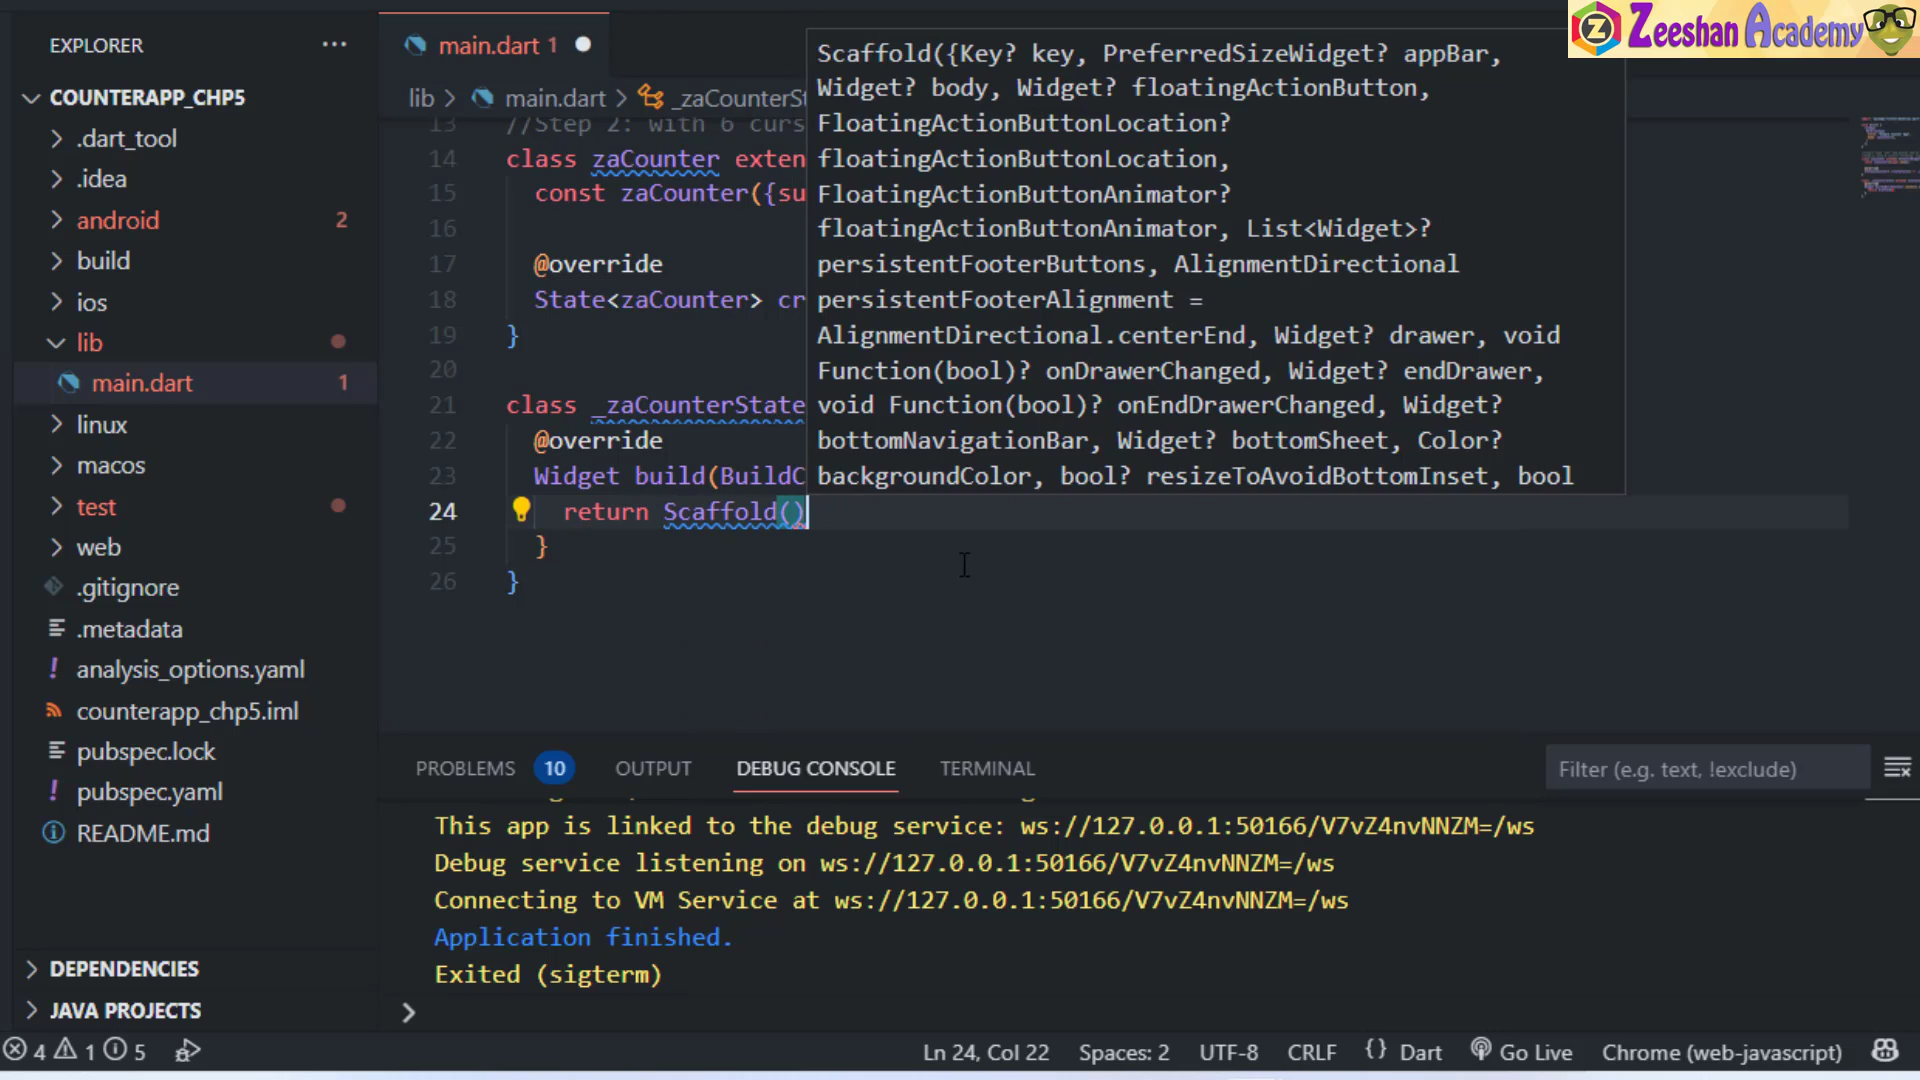 Zeeshan Academy
EXPLORER
COUNTERAPP_CHP5
.dart_tool
.idea
android 2
build
ios
lib
main.dart 1
linux
macos
test
web
.gitignore
.metadata
analysis_options.yaml
counterapp_chp5.iml
pubspec.lock
pubspec.yaml
README.md
DEPENDENCIES
JAVA PROJECTS
main.dart 1
lib > main.dart > _zaCounterSt
Scaffold({Key? key, PreferredSizeWidget? appBar,
Widget? body, Widget? floatingActionButton,
FloatingActionButtonLocation?
floatingActionButtonLocation,
FloatingActionButtonAnimator?
floatingActionButtonAnimator, List<Widget>?
persistentFooterButtons, AlignmentDirectional
persistentFooterAlignment =
AlignmentDirectional.centerEnd, Widget? drawer, void
Function(bool)? onDrawerChanged, Widget? endDrawer,
void Function(bool)? onEndDrawerChanged, Widget?
bottomNavigationBar, Widget? bottomSheet, Color?
backgroundColor, bool? resizeToAvoidBottomInset, bool
13 //Step 2: with 6 curs
14 class zaCounter exten
15 const zaCounter({su
16
17 @override
18 State<zaCounter> cr
19 }
20
21 class _zaCounterState
22 @override
23 Widget build(BuildC
24 return Scaffold()
25 }
26 }
PROBLEMS 10 OUTPUT DEBUG CONSOLE TERMINAL Filter (e.g. text, !exclude)
This app is linked to the debug service: ws://127.0.0.1:50166/V7vZ4nvNNZM=/ws
Debug service listening on ws://127.0.0.1:50166/V7vZ4nvNNZM=/ws
Connecting to VM Service at ws://127.0.0.1:50166/V7vZ4nvNNZM=/ws
Application finished.
Exited (sigterm)
>
4 1 5 Ln 24, Col 22 Spaces: 2 UTF-8 CRLF {} Dart Go Live Chrome (web-javascript)